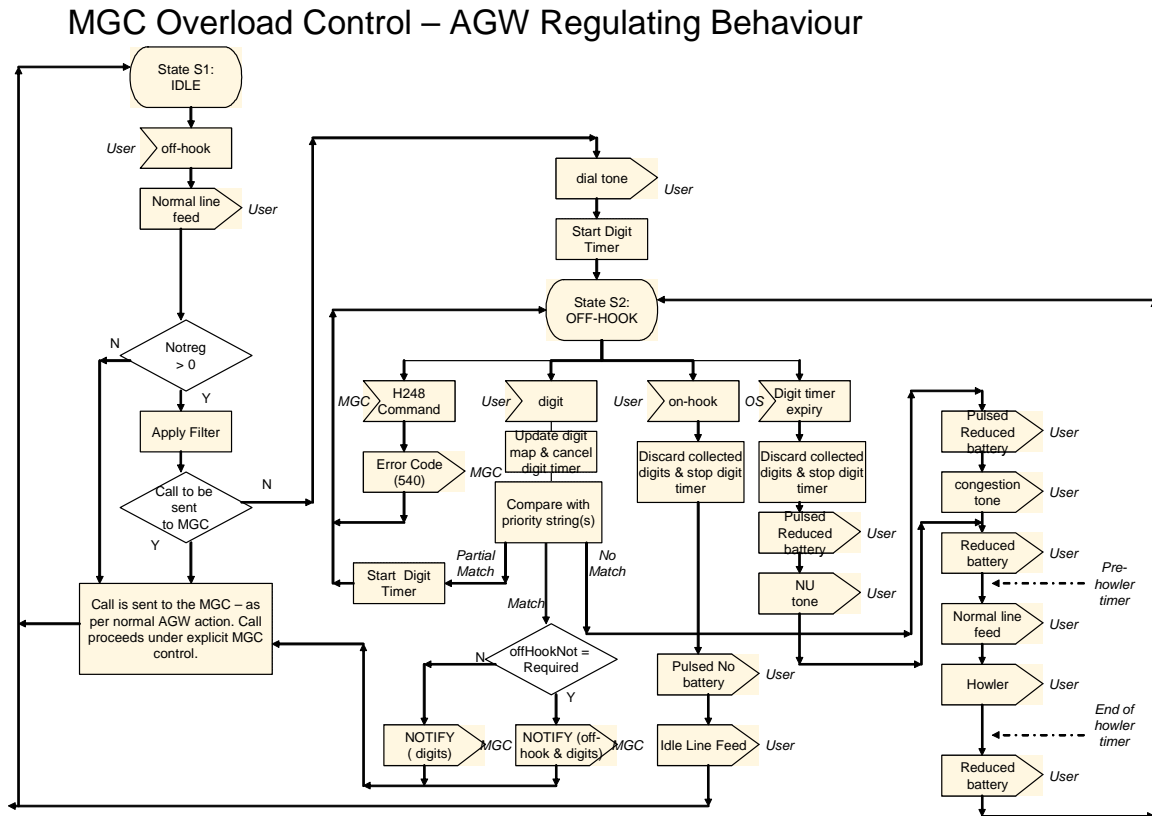 MGC Overload Control – AGW Regulating Behaviour
State S1:
IDLE
User
off-hook
Normal line
feed
User
N
Notreg
> 0
Y
Apply Filter
Call to be
sent
to MGC
N
Y
Call is sent to the MGC – as
per normal AGW action. Call
proceeds under explicit MGC
control.
dial tone
User
Start Digit
Timer
State S2:
OFF-HOOK
MGC
H248
Command
Error Code
(540)
MGC
User
digit
Update digit
map & cancel
digit timer
Compare with
priority string(s)
Partial
Match
Start Digit
Timer
Match
No
Match
offHookNot =
Required
N
Y
NOTIFY
( digits)
MGC
NOTIFY (off-
hook & digits)
MGC
User
on-hook
Discard collected
digits & stop digit
timer
Pulsed No
battery
User
Idle Line Feed
User
OS
Digit timer
expiry
Discard collected
digits & stop digit
timer
Pulsed
Reduced
battery
User
NU
tone
User
Pulsed
Reduced
battery
User
congestion
tone
User
Reduced
battery
User
Pre-
howler
timer
Normal line
feed
User
Howler
User
End of
howler
timer
Reduced
battery
User